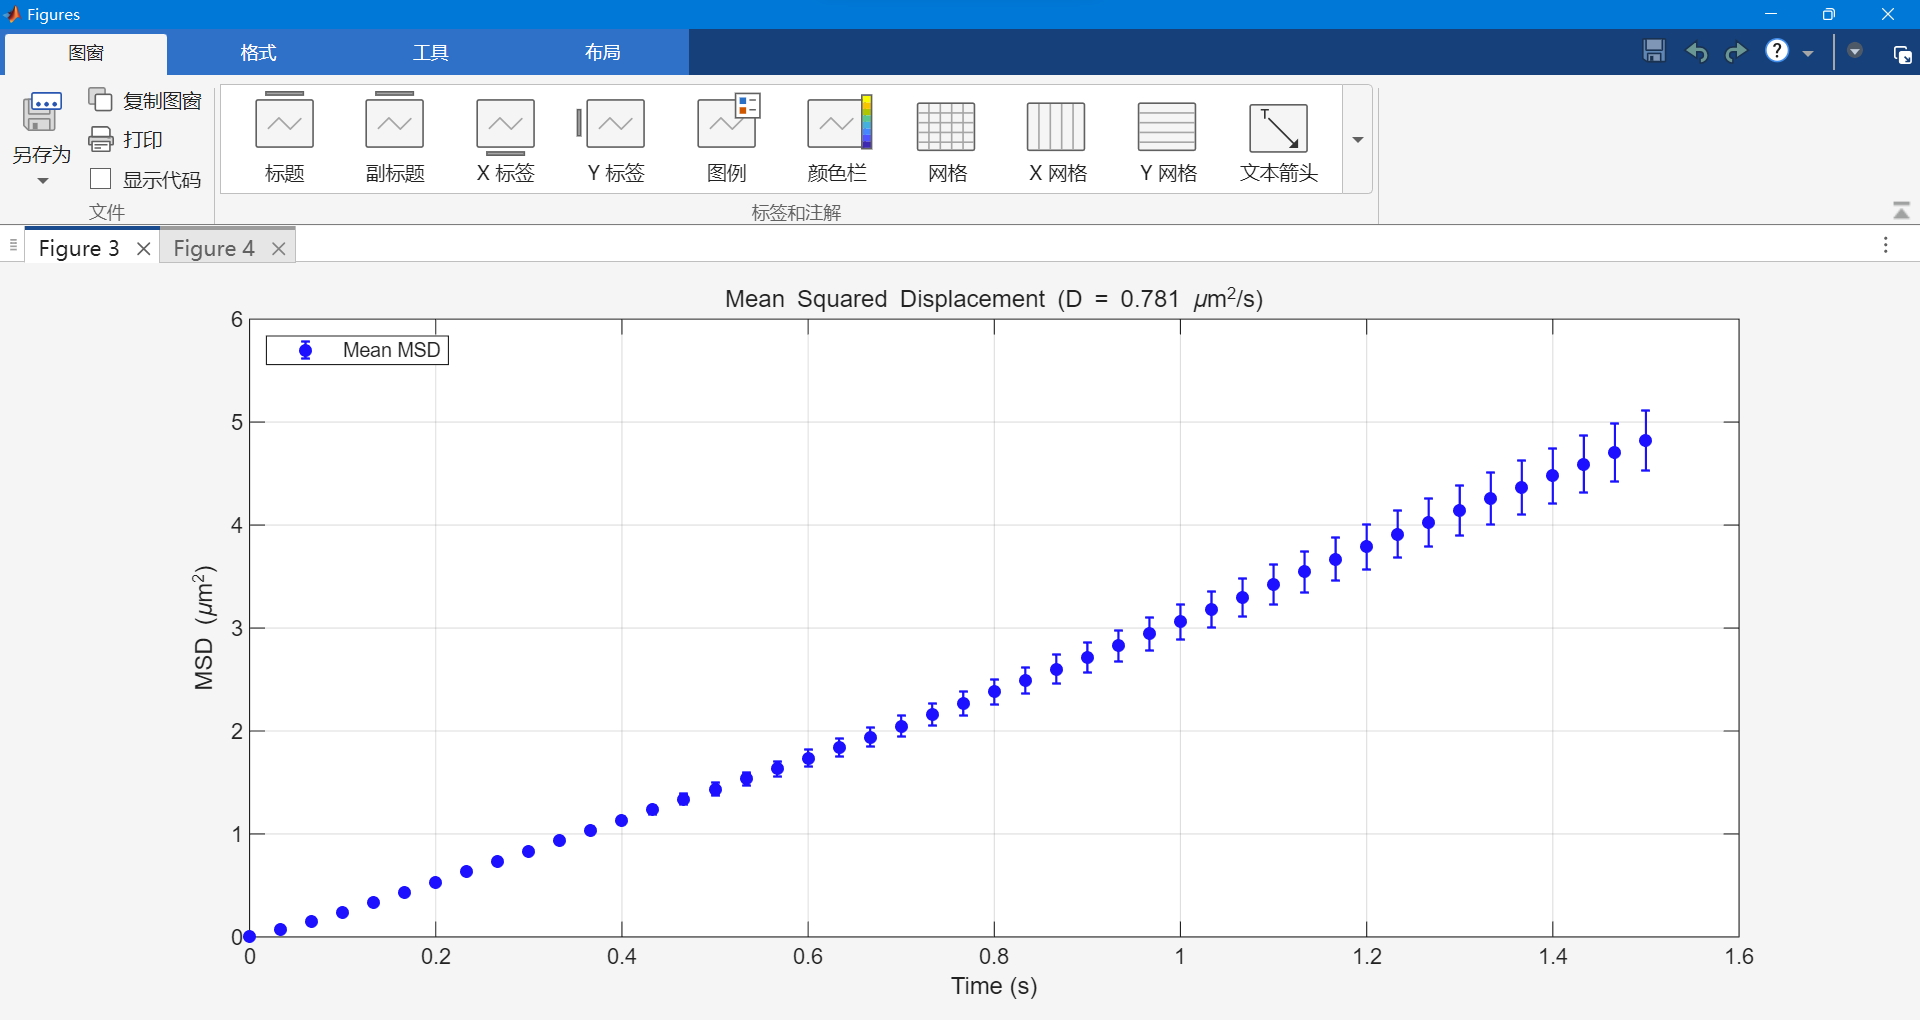 Figures
图窗 格式 工具 布局
另存为
复制图窗
打印
显示代码
文件
标题 副标题 X 标签 Y 标签 图例 颜色栏 网格 X 网格 Y 网格 文本箭头
标签和注解
Figure 3 Figure 4
Mean Squared Displacement (D = 0.781 μm²/s)
Mean MSD
MSD (μm²)
6
5
4
3
2
1
0
0 0.2 0.4 0.6 0.8 1 1.2 1.4 1.6
Time (s)